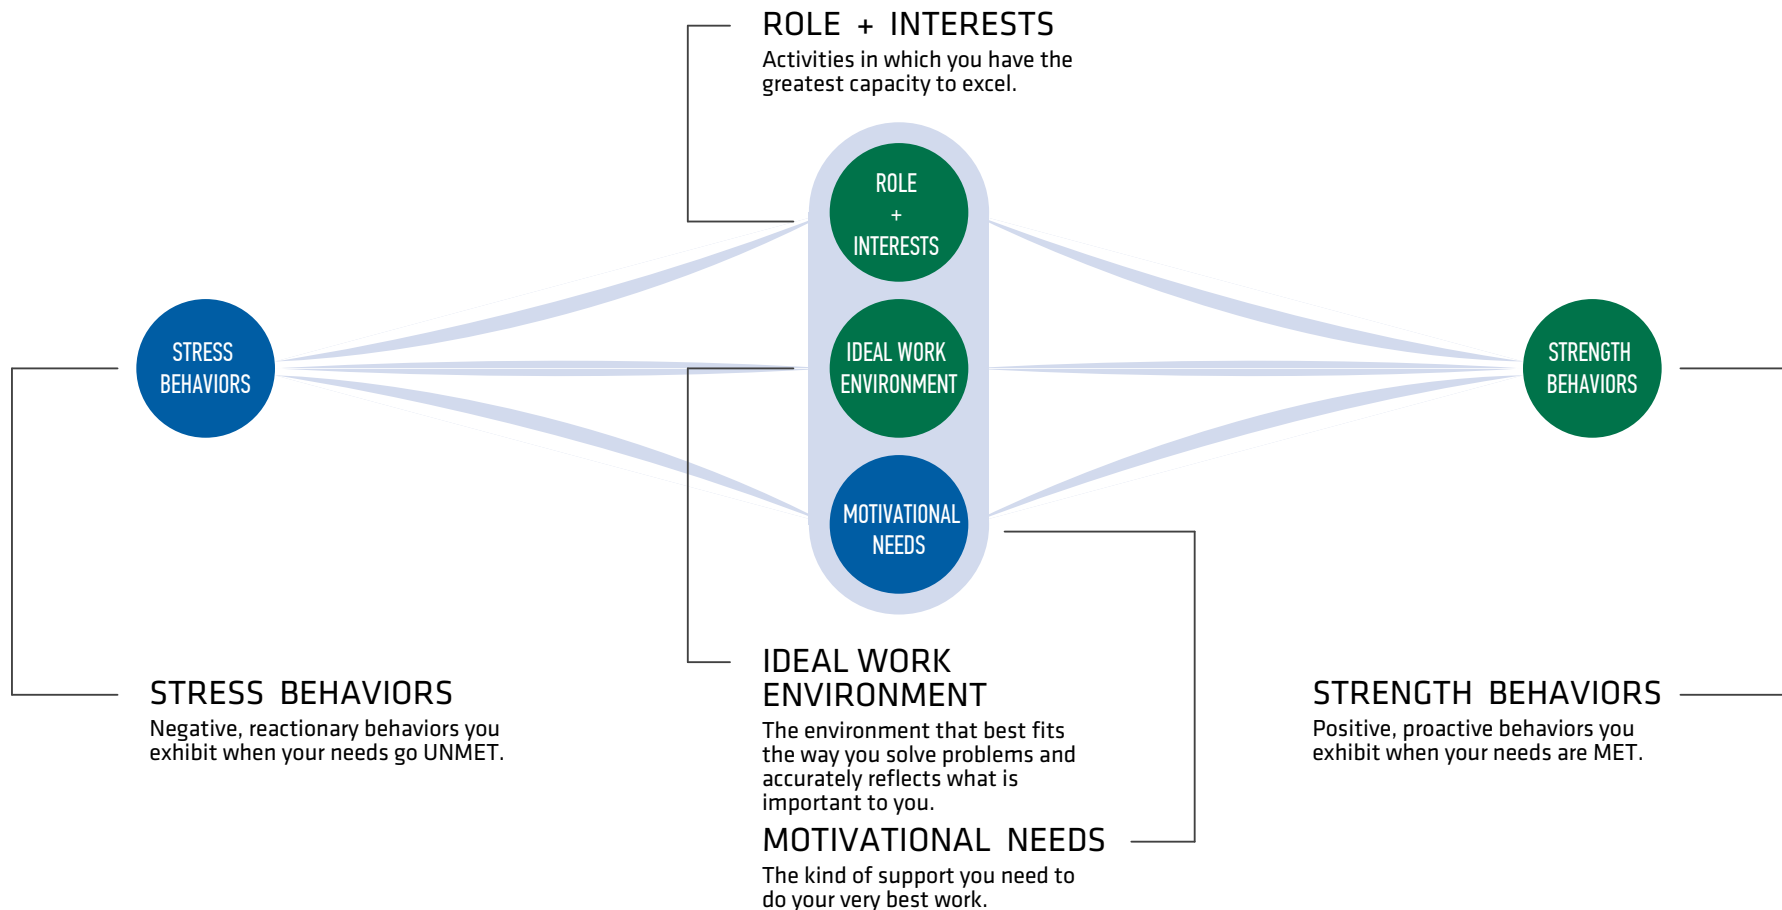 ROLE + INTERESTS
Activities in which you have the
greatest capacity to excel.
ROLE
+
INTERESTS
STRESS
BEHAVIORS
IDEAL WORK
ENVIRONMENT
STRENGTH
BEHAVIORS
MOTIVATIONAL
NEEDS
STRESS BEHAVIORS
Negative, reactionary behaviors you
exhibit when your needs go UNMET.
IDEAL WORK
ENVIRONMENT
The environment that best fits
the way you solve problems and
accurately reflects what is
important to you.
MOTIVATIONAL NEEDS
The kind of support you need to
do your very best work.
STRENGTH BEHAVIORS
Positive, proactive behaviors you
exhibit when your needs are MET.